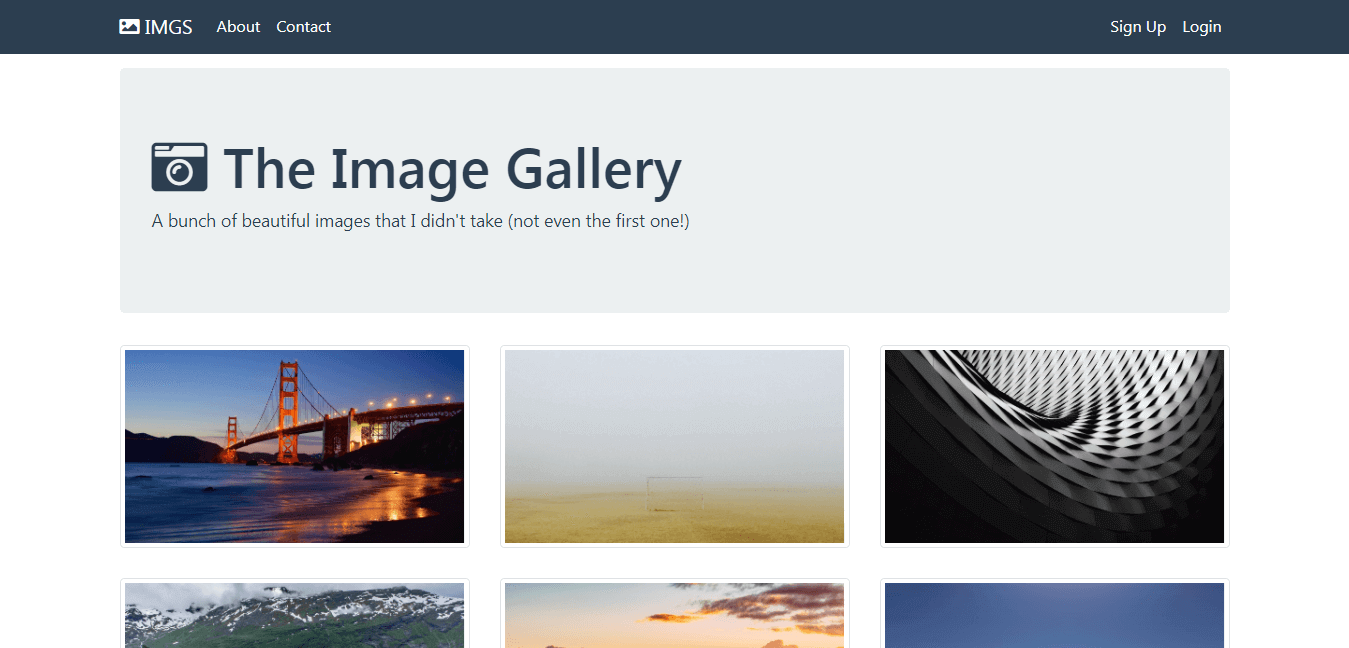 IMGS About Contact Sign Up Login
The Image Gallery
A bunch of beautiful images that I didn't take (not even the first one!)